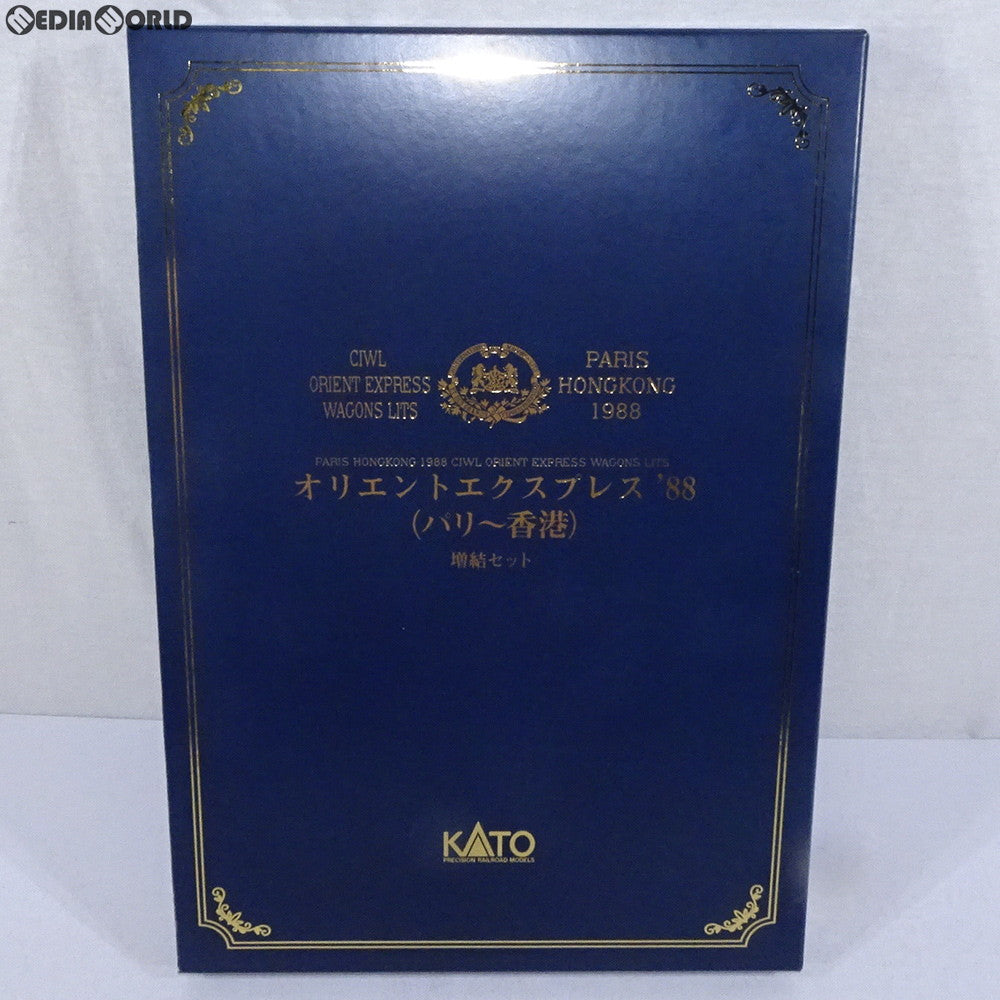 MEDIAWORLD
CIWL
ORIENT EXPRESS
WAGONS LITS
PARIS
HONGKONG
1988
PARIS HONGKONG 1988 CIWL ORIENT EXPRESS WAGONS LITS
オリエントエクスプレス '88
(パリ〜香港)
増結セット
KATO
PRECISION RAILROAD MODELS